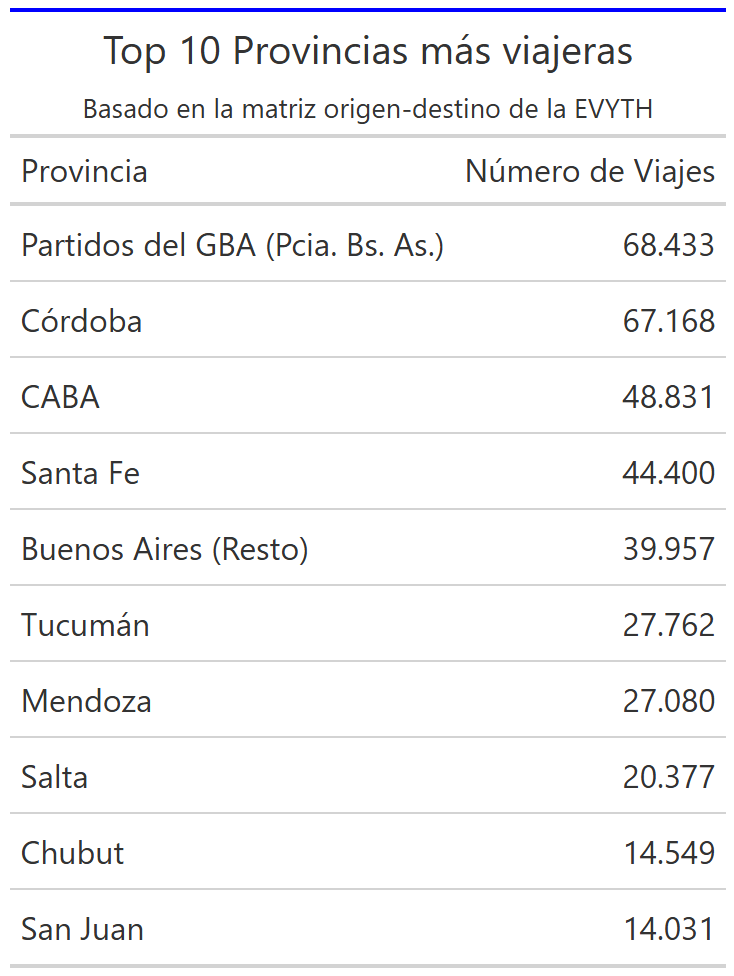 Top 10 Provincias más viajeras
Basado en la matriz origen-destino de la EVYTH
Provincia Número de Viajes
Partidos del GBA (Pcia. Bs. As.) 68.433
Córdoba 67.168
CABA 48.831
Santa Fe 44.400
Buenos Aires (Resto) 39.957
Tucumán 27.762
Mendoza 27.080
Salta 20.377
Chubut 14.549
San Juan 14.031